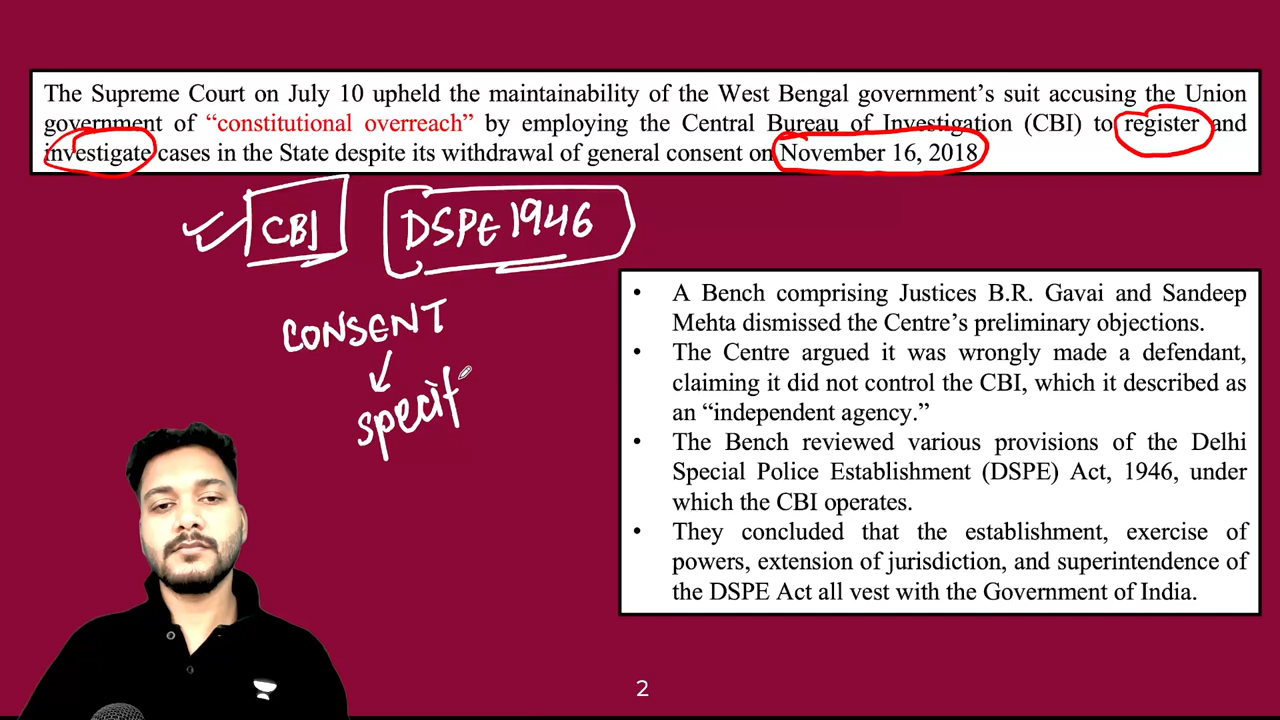 The Supreme Court on July 10 upheld the maintainability of the West Bengal government’s suit accusing the Union
government of “constitutional overreach” by employing the Central Bureau of Investigation (CBI) to register and
investigate cases in the State despite its withdrawal of general consent on November 16, 2018
CBI DSPE 1946
CONSENT
specif
• A Bench comprising Justices B.R. Gavai and Sandeep
Mehta dismissed the Centre’s preliminary objections.
• The Centre argued it was wrongly made a defendant,
claiming it did not control the CBI, which it described as
an “independent agency.”
• The Bench reviewed various provisions of the Delhi
Special Police Establishment (DSPE) Act, 1946, under
which the CBI operates.
• They concluded that the establishment, exercise of
powers, extension of jurisdiction, and superintendence of
the DSPE Act all vest with the Government of India.
2